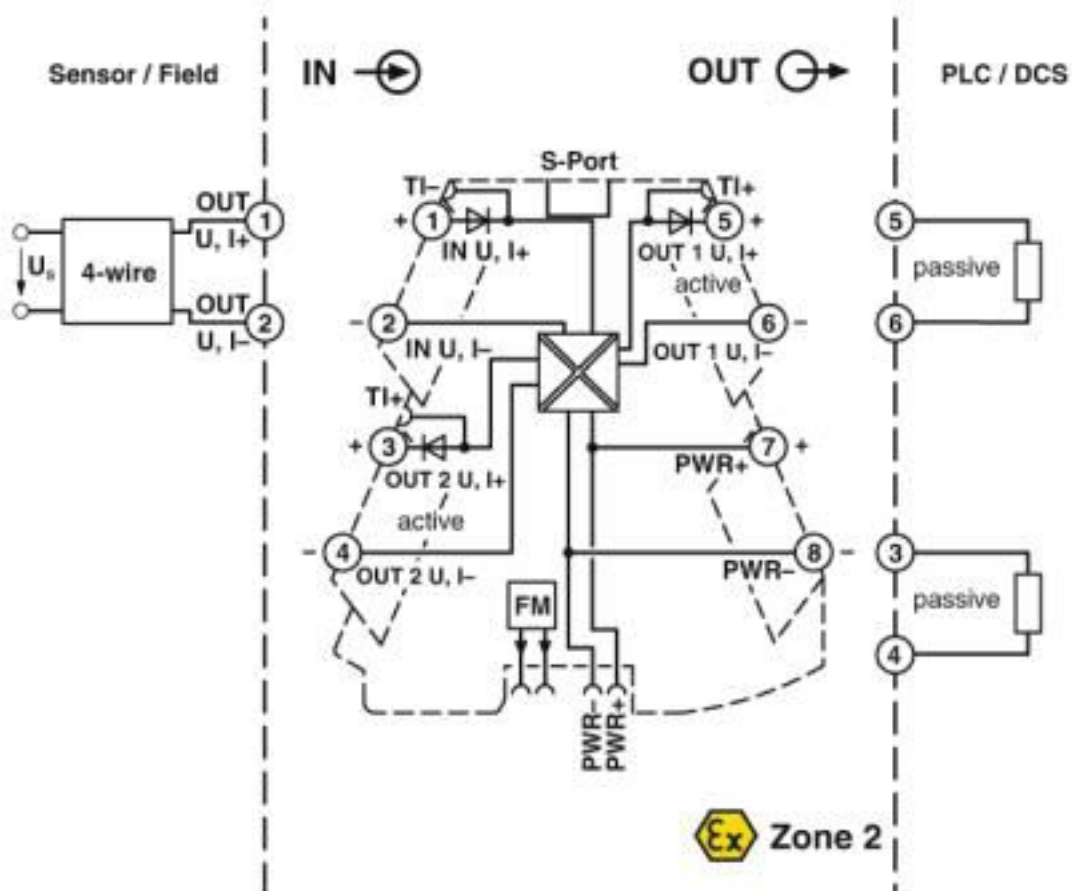 Sensor / Field
IN
OUT
PLC / DCS
S-Port
TI–
TI+
OUT
1
U, I+
+
1
IN U, I+
5
+
OUT 1 U, I+
active
5
passive
6
Us
4-wire
OUT
2
U, I–
–
2
IN U, I–
6
–
OUT 1 U, I–
TI+
+
3
OUT 2 U, I+
active
7
+
PWR+
–
4
OUT 2 U, I–
8
–
PWR–
3
passive
4
FM
PWR–
PWR+
Ex
Zone 2